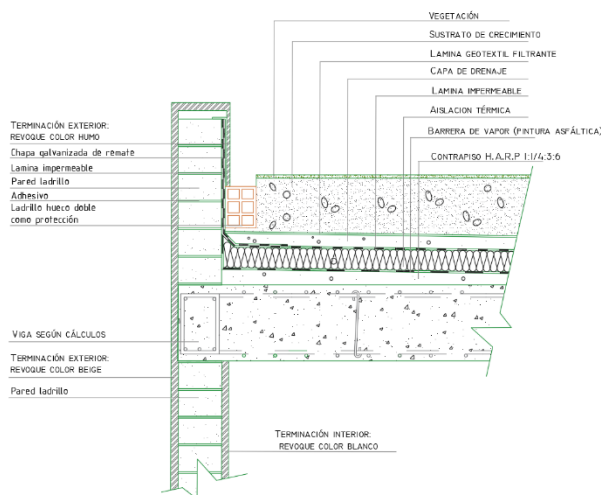 VEGETACIÓN
SUSTRATO DE CRECIMIENTO
LAMINA GEOTEXTIL FILTRANTE
CAPA DE DRENAJE
LAMINA IMPERMEABLE
AISLACION TÉRMICA
BARRERA DE VAPOR (PINTURA ASFÁLTICA)
CONTRAPISO H.A.R.P 1:1/4:3:6
TERMINACIÓN EXTERIOR:
REVOQUE COLOR HUMO
Chapa galvanizada de remate
Lamina impermeable
Paréd ladrillo
Adhesivo
Ladrillo hueco doble
como protección
VIGA SEGÚN CÁLCULOS
TERMINACIÓN EXTERIOR:
REVOQUE COLOR BEIGE
Pared ladrillo
TERMINACIÓN INTERIOR:
REVOQUE COLOR BLANCO